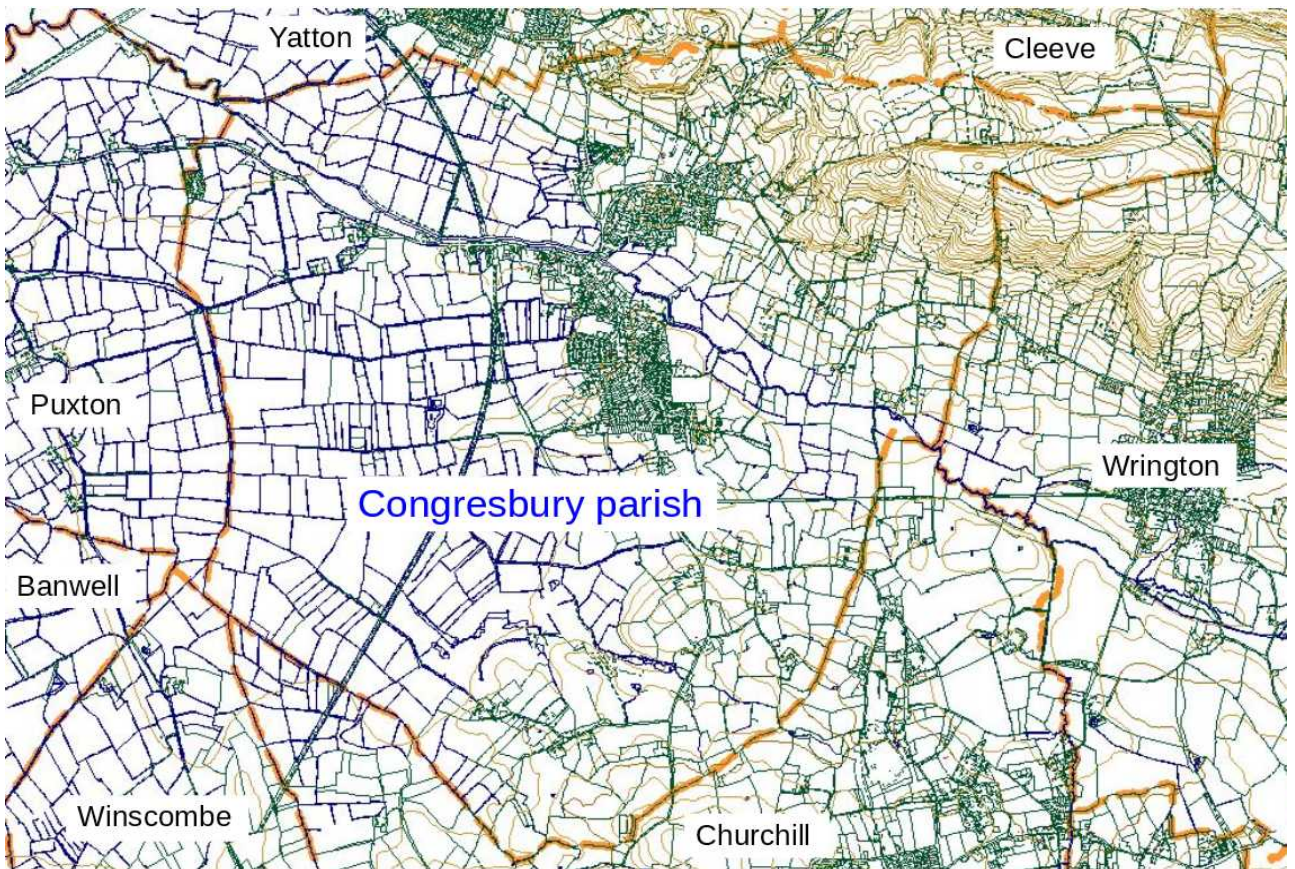 Yatton
Cleeve
Puxton
Wrington
Congresbury parish
Banwell
Winscombe
Churchill